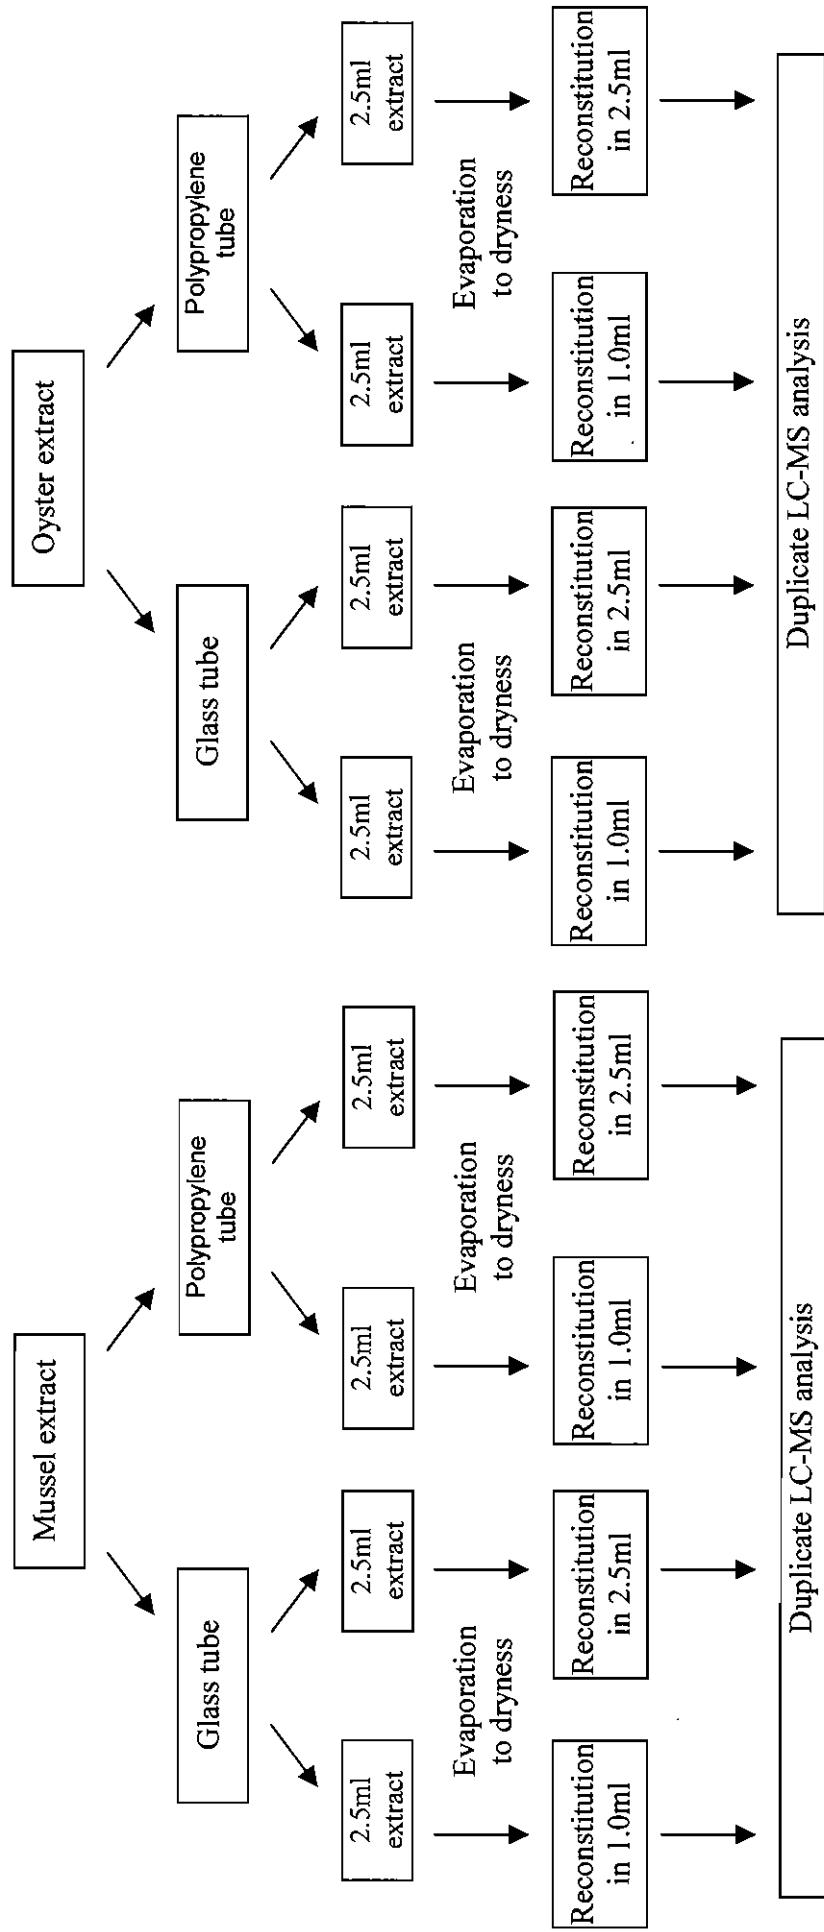 Mussel extract
Glass tube
Polypropylene
tube
2.5ml
extract
2.5ml
extract
2.5ml
extract
2.5ml
extract
Evaporation
to dryness
Evaporation
to dryness
Reconstitution
in 1.0ml
Reconstitution
in 2.5ml
Reconstitution
in 1.0ml
Reconstitution
in 2.5ml
Duplicate LC-MS analysis
Oyster extract
Glass tube
Polypropylene
tube
2.5ml
extract
2.5ml
extract
2.5ml
extract
2.5ml
extract
Evaporation
to dryness
Evaporation
to dryness
Reconstitution
in 1.0ml
Reconstitution
in 2.5ml
Reconstitution
in 1.0ml
Reconstitution
in 2.5ml
Duplicate LC-MS analysis